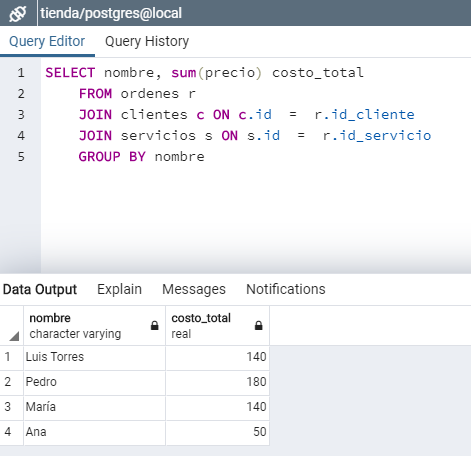 tienda/postgres@local
Query Editor Query History
1 SELECT nombre, sum(precio) costo_total
2 FROM ordenes r
3 JOIN clientes c ON c.id = r.id_cliente
4 JOIN servicios s ON s.id = r.id_servicio
5 GROUP BY nombre
Data Output Explain Messages Notifications
nombre costo_total
character varying real
1 Luis Torres 140
2 Pedro 180
3 María 140
4 Ana 50